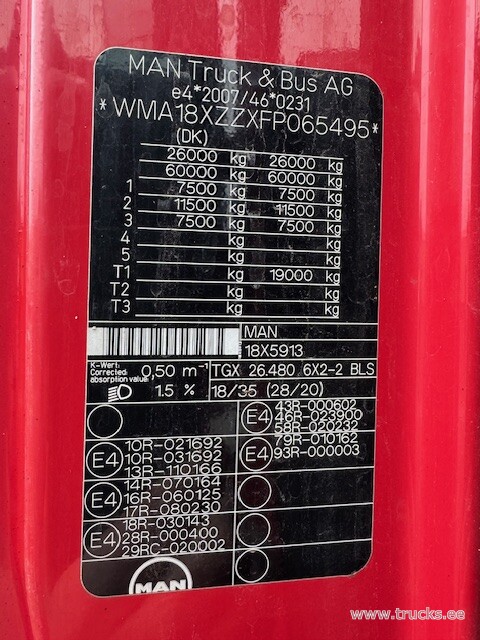 MAN Truck & Bus AG
e4*2007/46*0231
*WMA18XZZXFP065495*
(DK)
26000 kg 26000 kg
60000 kg 60000 kg
1 7500 kg 7500 kg
2 11500 kg 11500 kg
3 7500 kg 7500 kg
4 kg kg
5 kg kg
T1 kg 19000 kg
T2 kg kg
T3 kg kg
MAN
18X5913
K-Wert:
Corrected absorption value: 0,50 m-1
TGX 26.480 6X2-2 BLS
1.5 %
18/35 (28/20)
E4
43R-000602
46R-023900
58R-020232
E4
10R-021692
10R-031692
13R-110166
E4
79R-010162
93R-000003
E4
14R-070164
16R-060125
17R-080230
E4
18R-030143
28R-000400
29RC-020002
MAN
www.trucks.ee